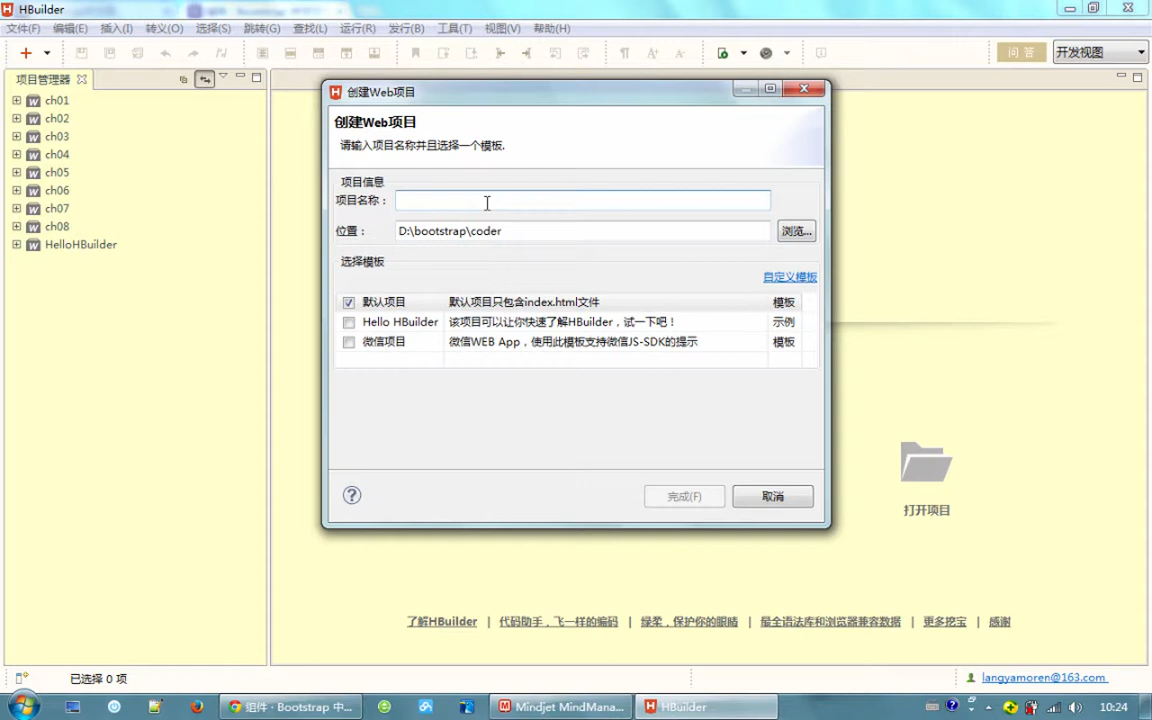 HBuilder
文件(F) 编辑(E) 插入(I) 转义(O) 选择(S) 跳转(G) 查找(L) 运行(R) 发行(B) 工具(T) 视图(V) 帮助(H)
问答 开发视图
项目管理器
ch01
ch02
ch03
ch04
ch05
ch06
ch07
ch08
HelloHBuilder
创建Web项目
创建Web项目
请输入项目名称并且选择一个模板.
项目信息
项目名称：
位置： D:\bootstrap\coder 浏览...
选择模板
自定义模板
默认项目 默认项目只包含index.html文件 模板
Hello HBuilder 该项目可以让你快速了解HBuilder，试一下吧！ 示例
微信项目 微信WEB App，使用此模板支持微信JS-SDK的提示 模板
完成(F) 取消
打开项目
了解HBuilder | 代码助手，飞一样的编码 | 绿柔，保护你的眼睛 | 最全语法库和浏览器兼容数据 | 更多挖宝 | 感谢
已选择 0 项 langyamoren@163.com
组件 · Bootstrap 中... Mindjet MindMana... HBuilder 10:24